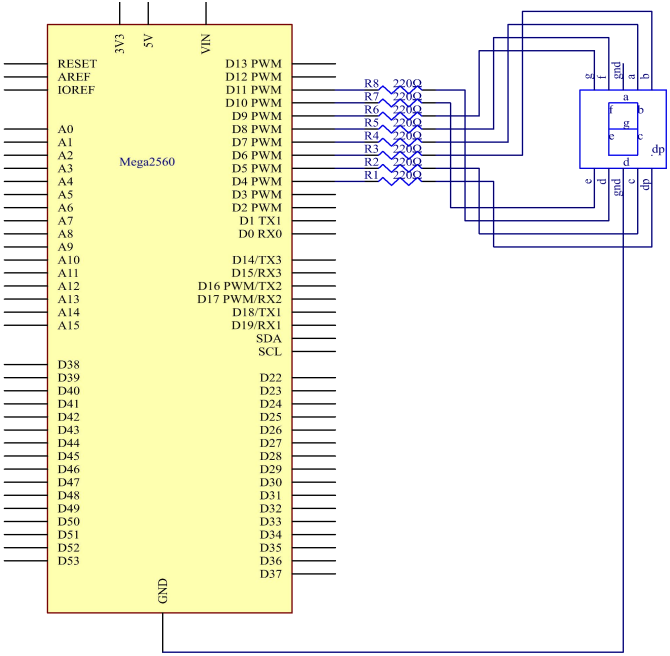 3V3 5V VIN
RESET D13 PWM
AREF D12 PWM
IOREF D11 PWM R8 220Ω
D10 PWM R7 220Ω
D9 PWM R6 220Ω
A0 D8 PWM R5 220Ω
A1 D7 PWM R4 220Ω
A2 D6 PWM R3 220Ω
A3 D5 PWM R2 220Ω
A4 D4 PWM R1 220Ω
Mega2560
A5 D3 PWM
A6 D2 PWM
A7 D1 TX1
A8 D0 RX0
A9
A10 D14/TX3
A11 D15/RX3
A12 D16 PWM/TX2
A13 D17 PWM/RX2
A14 D18/TX1
A15 D19/RX1
SDA
SCL
D38
D39 D22
D40 D23
D41 D24
D42 D25
D43 D26
D44 D27
D45 D28
D46 D29
D47 D30
D48 D31
D49 D32
D50 D33
D51 D34
D52 D35
D53 D36
D37
GND
g f gnd a b
a
f b
g
e c
dp
d
e d gnd c dp